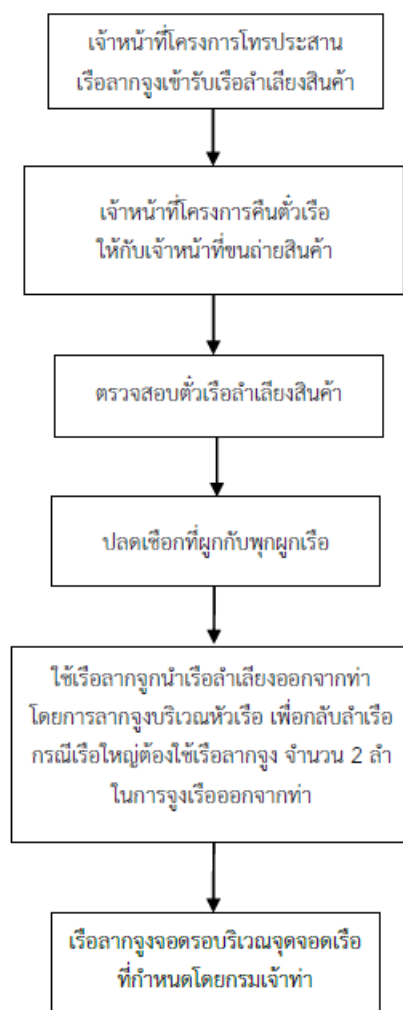 เจ้าหน้าที่โครงการโทรประสาน
เรือลากจูงเข้ารับเรือลำเลียงสินค้า
เจ้าหน้าที่โครงการคืนตั๋วเรือ
ให้กับเจ้าหน้าที่ขนถ่ายสินค้า
ตรวจสอบตั๋วเรือลำเลียงสินค้า
ปลดเชือกที่ผูกกับพุกผูกเรือ
ใช้เรือลากจูกนำเรือลำเลียงออกจากท่า
โดยการลากจูงบริเวณหัวเรือ เพื่อกลับลำเรือ
กรณีเรือใหญ่ต้องใช้เรือลากจูง จำนวน 2 ลำ
ในการจูงเรือออกจากท่า
เรือลากจูงจอดรอบริเวณจุดจอดเรือ
ที่กำหนดโดยกรมเจ้าท่า